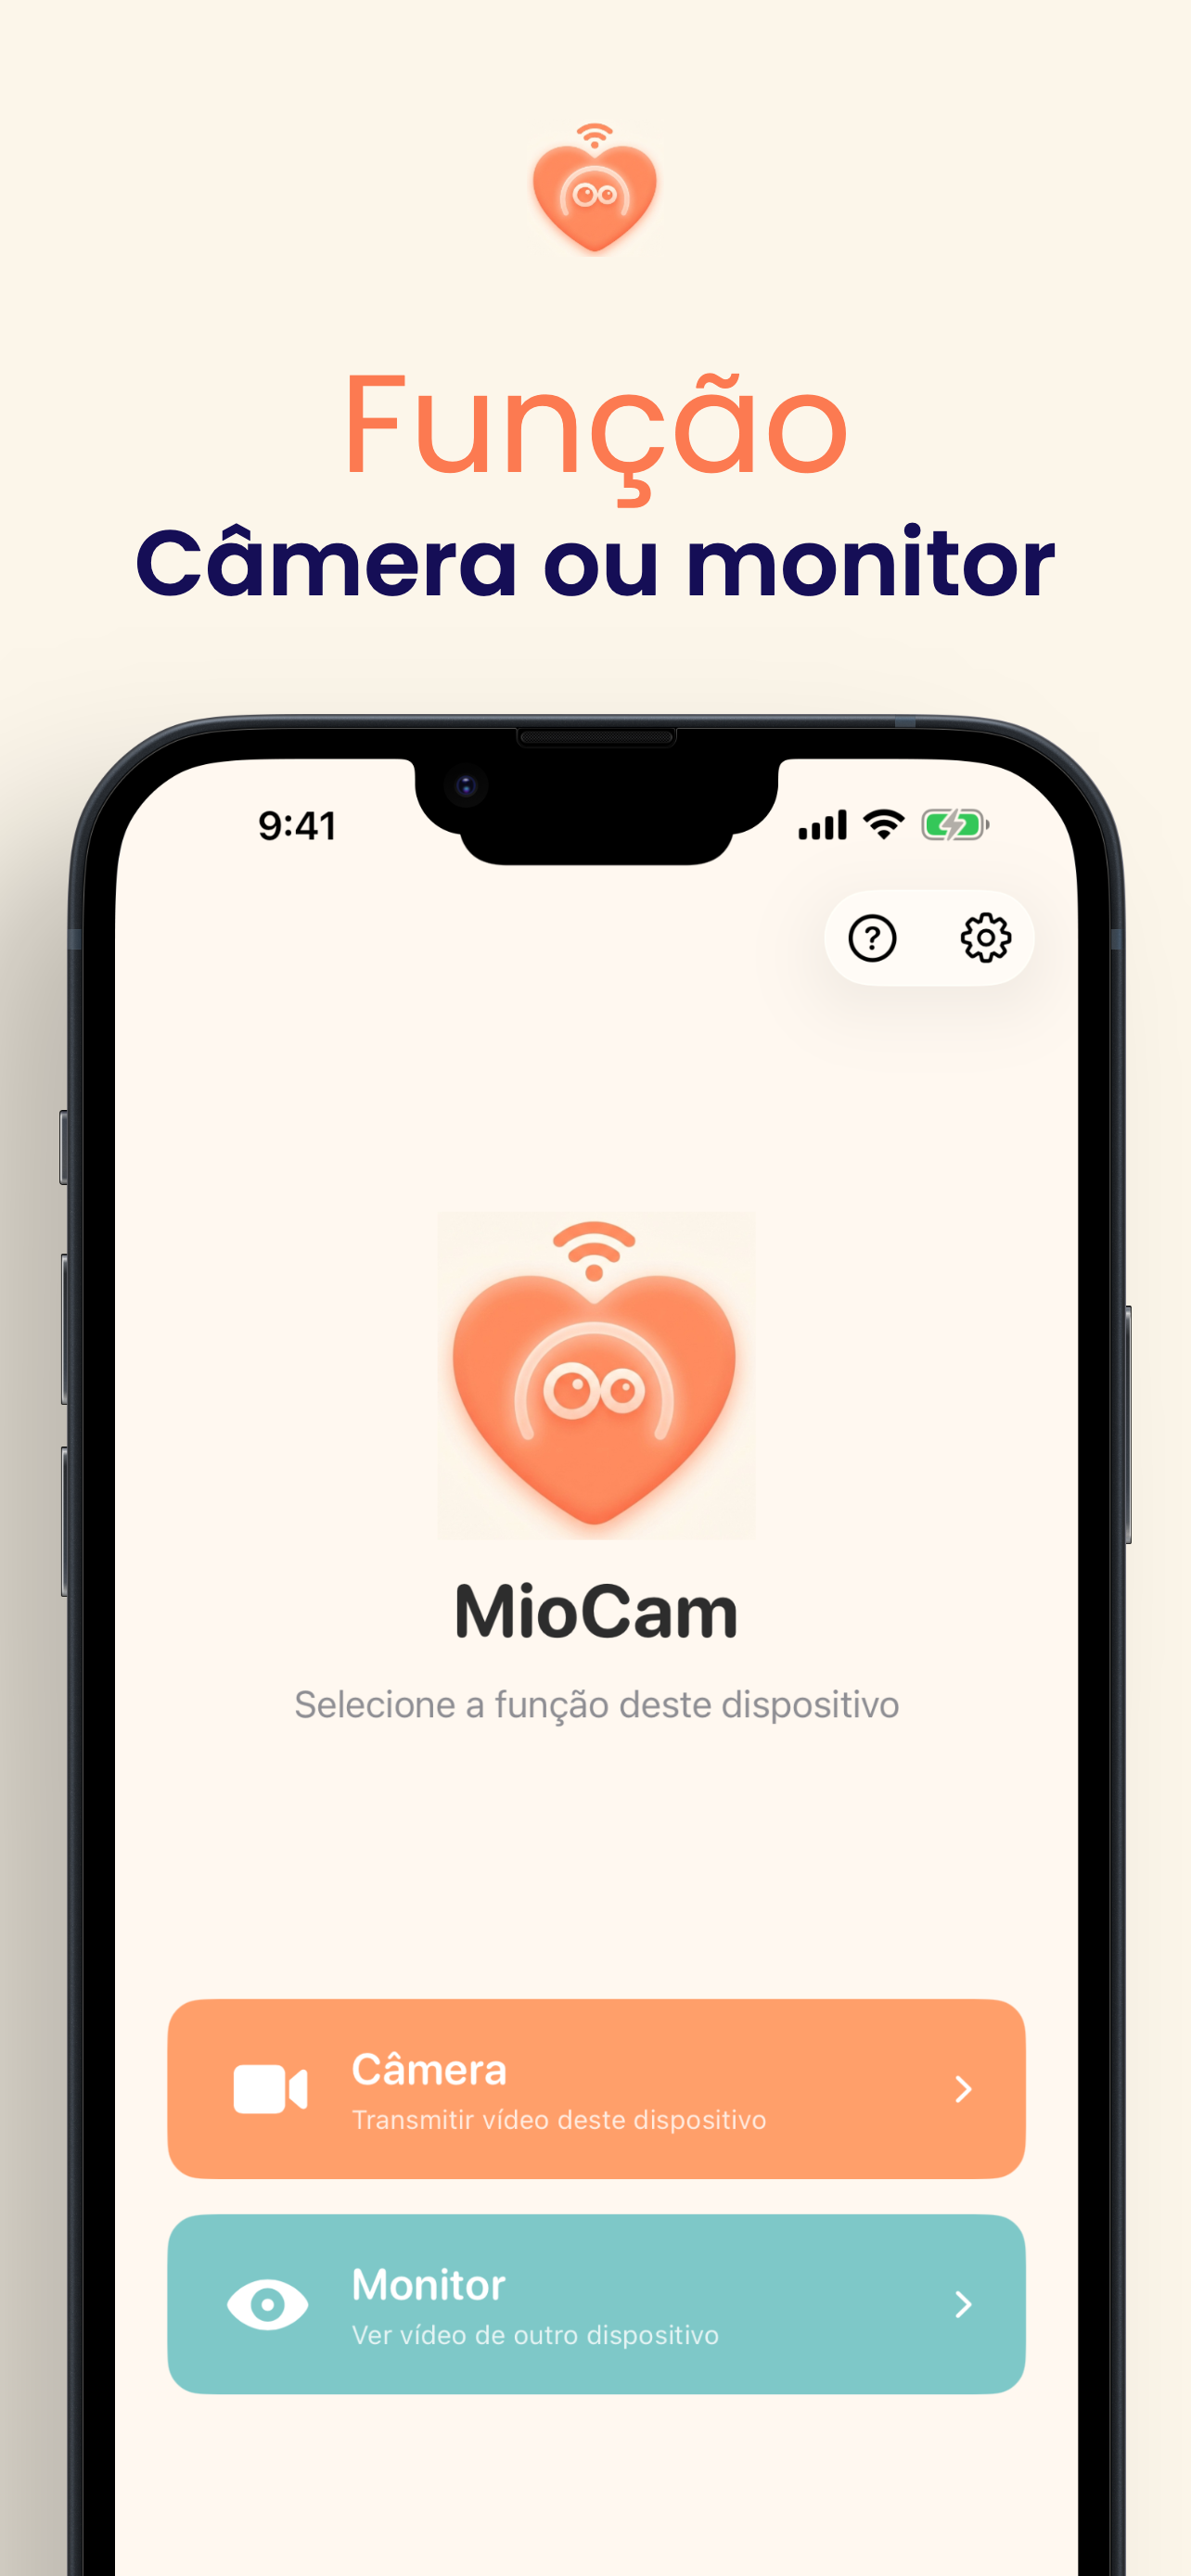 Função
Câmera ou monitor
9:41
MioCam
Selecione a função deste dispositivo
Câmera
Transmitir vídeo deste dispositivo
Monitor
Ver vídeo de outro dispositivo